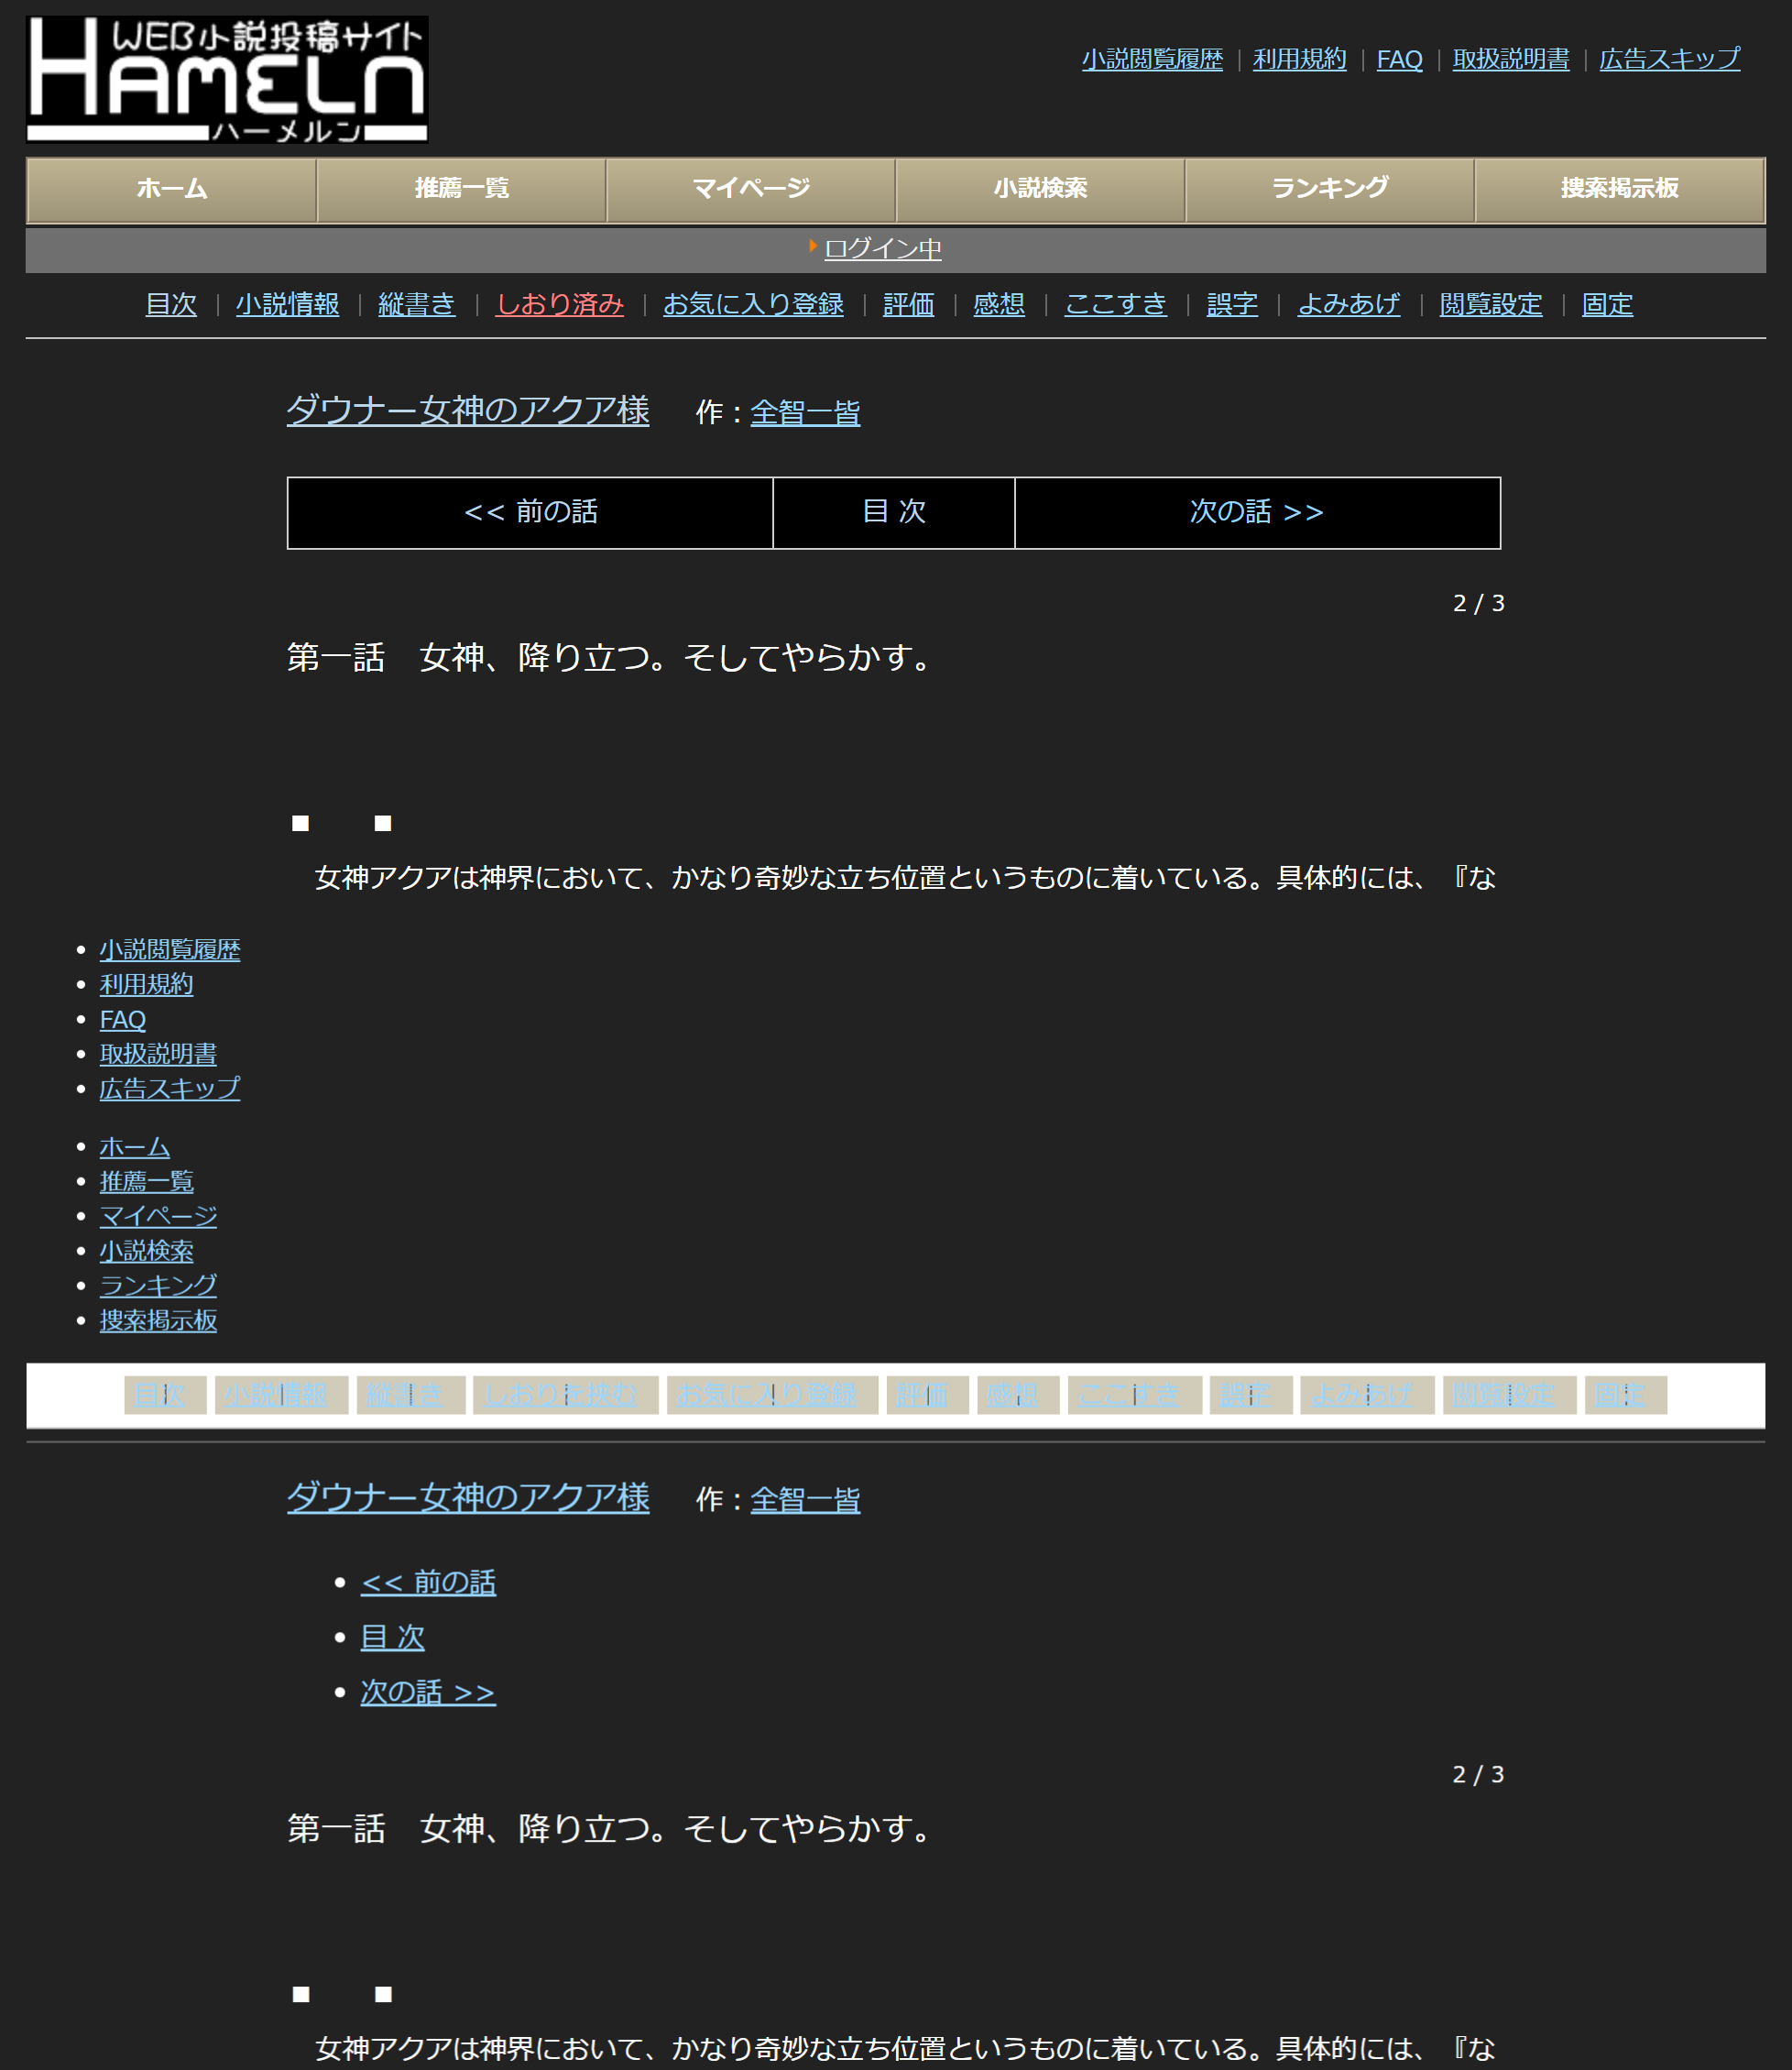 WEB小説投稿サイト
HAMELN
ハーメルン
小説閲覧履歴 | 利用規約 | FAQ | 取扱説明書 | 広告スキップ
ホーム 推薦一覧 マイページ 小説検索 ランキング 捜索掲示板
ログイン中
目次 | 小説情報 | 縦書き | しおり済み | お気に入り登録 | 評価 | 感想 | ここすき | 誤字 | よみあげ | 閲覧設定 | 固定
ダウナー女神のアクア様 作：全智一皆
<< 前の話 目 次 次の話 >>
2 / 3
第一話　女神、降り立つ。そしてやらかす。
■　　■
　女神アクアは神界において、かなり奇妙な立ち位置というものに着いている。具体的には、『な
小説閲覧履歴
利用規約
FAQ
取扱説明書
広告スキップ
ホーム
推薦一覧
マイページ
小説検索
ランキング
捜索掲示板
目次 | 小説情報 | 縦書き | しおりを挟む | お気に入り登録 | 評価 | 感想 | ここすき | 誤字 | よみあげ | 閲覧設定 | 固定
ダウナー女神のアクア様 作：全智一皆
<< 前の話
目 次
次の話 >>
2 / 3
第一話　女神、降り立つ。そしてやらかす。
■　　■
　女神アクアは神界において、かなり奇妙な立ち位置というものに着いている。具体的には、『な